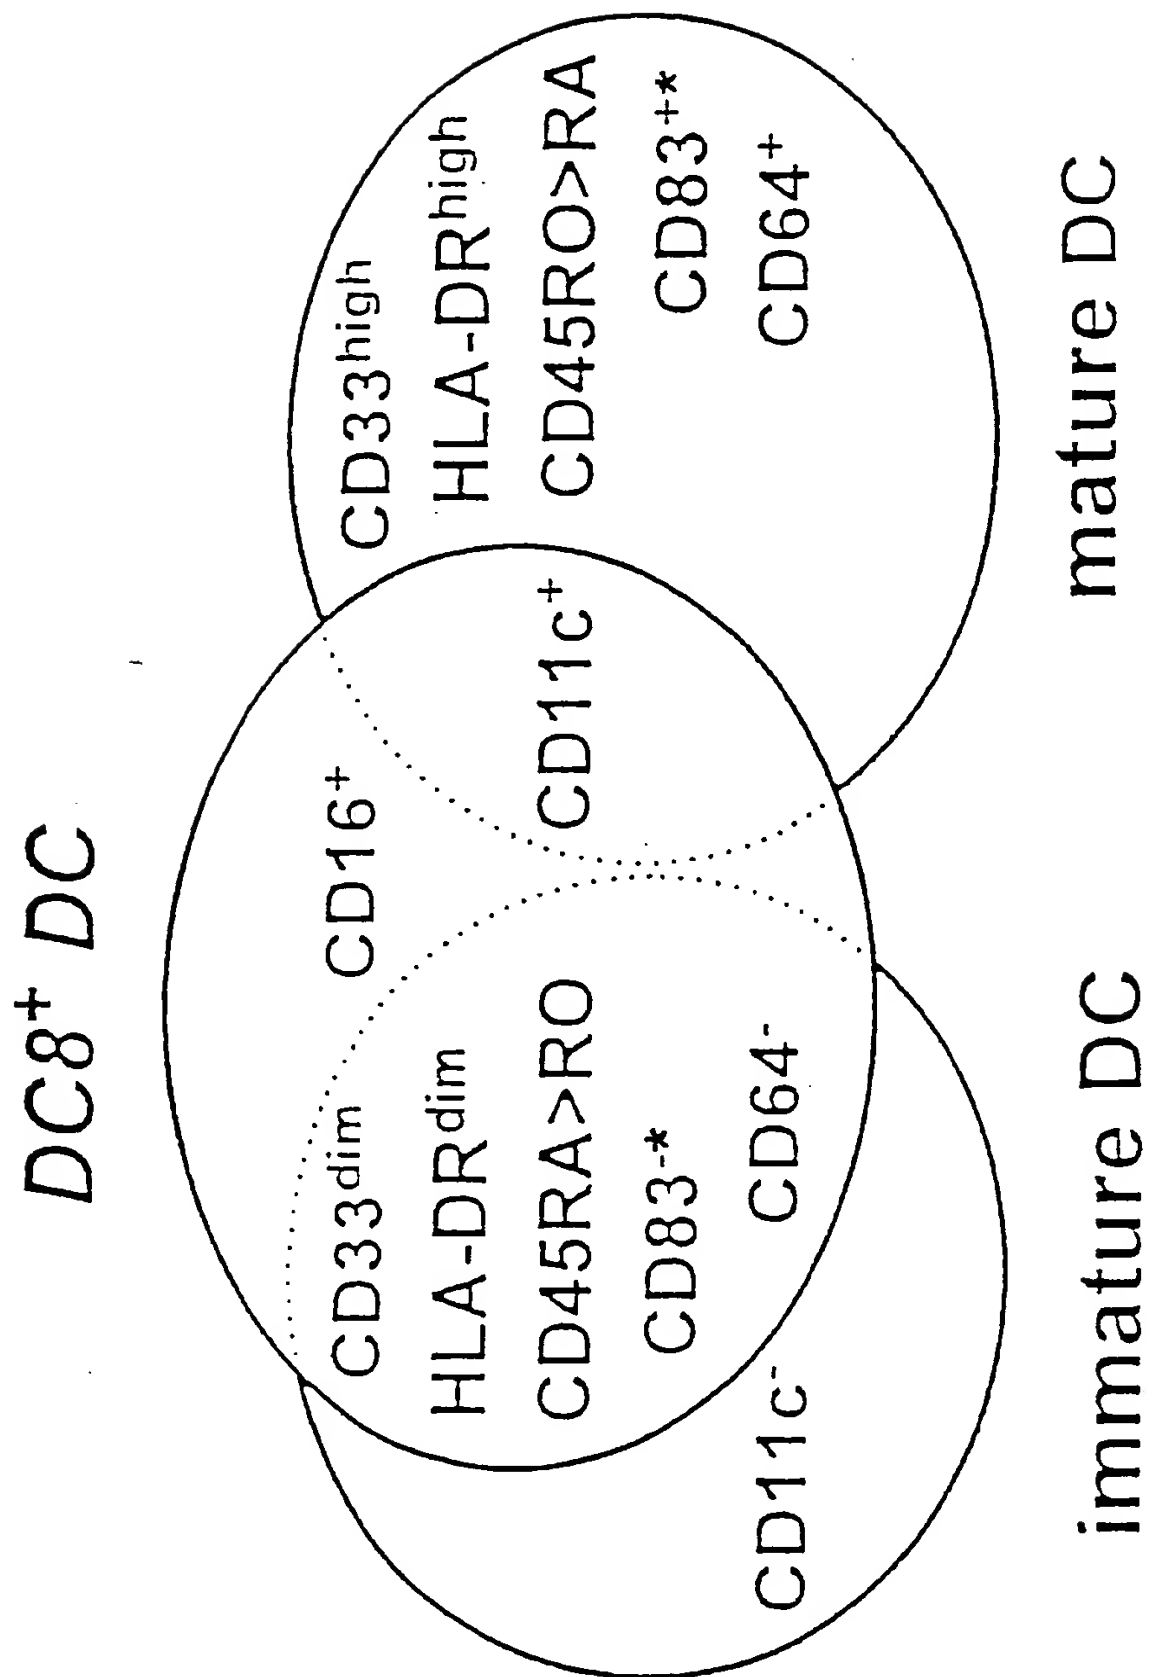 DC8⁺ DC
CD16⁺
CD33ᵈⁱᵐ
HLA-DRᵈⁱᵐ
CD45RA>RO
CD83⁻*
CD64⁻
CD11c⁺
CD33ʰⁱᵍʰ
HLA-DRʰⁱᵍʰ
CD45RO>RA
CD83⁺*
CD64⁺
CD11c⁻
immature DC
mature DC